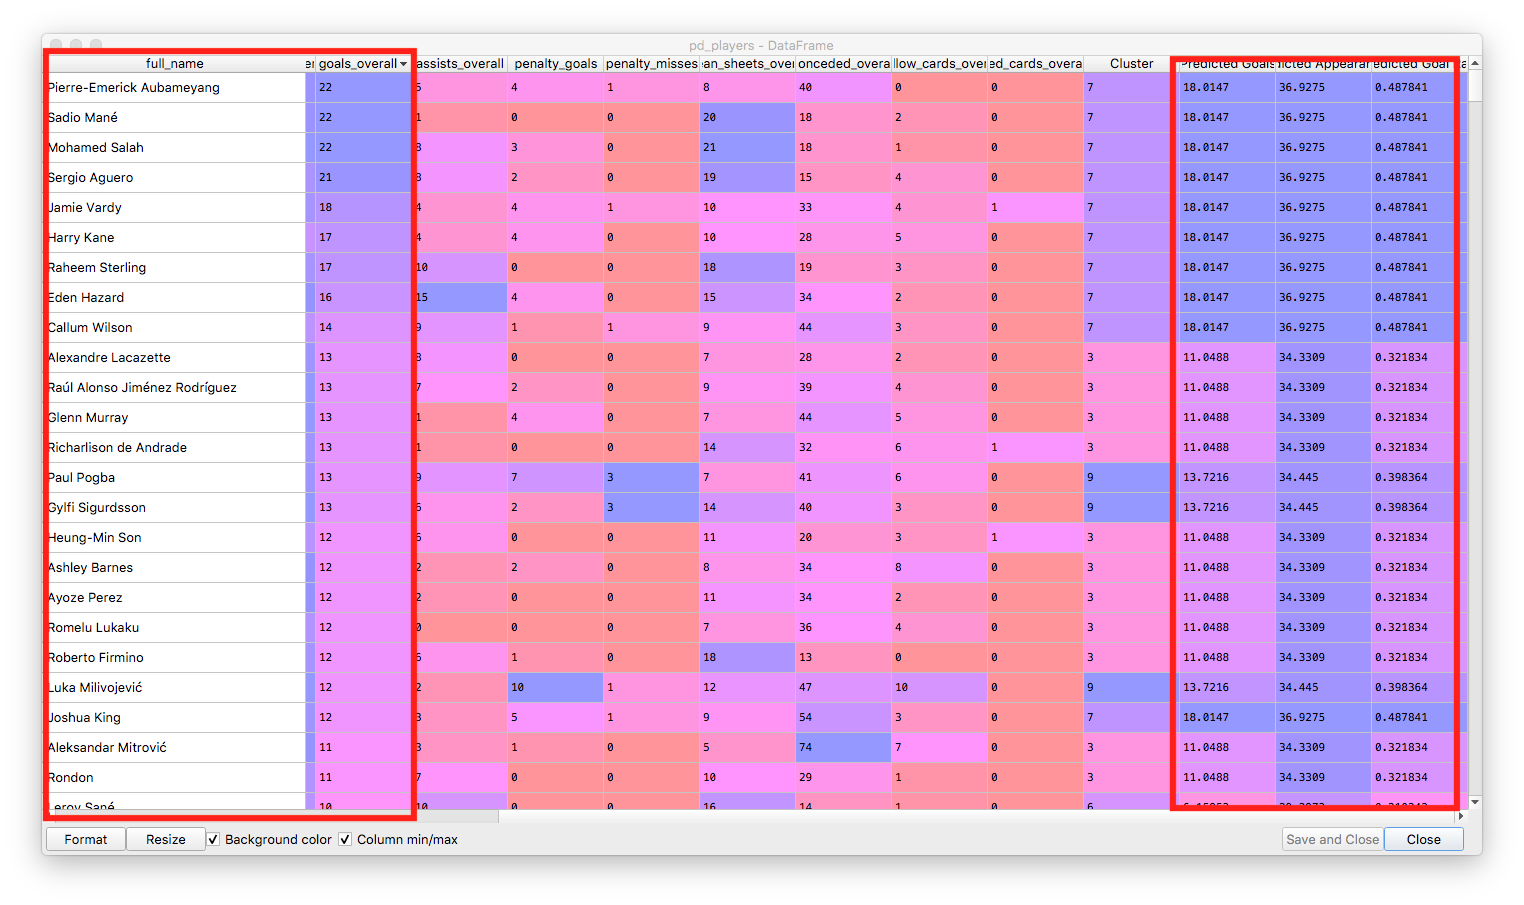 pd_players - DataFrame
full_name goals_overall assists_overall penalty_goals penalty_misses an_sheets_over onceded_overa llow_cards_over ed_cards_overa Cluster Predicted Goals icted Appearan edicted Goal
Pierre-Emerick Aubameyang 22 5 4 1 8 40 0 0 7 18.0147 36.9275 0.487841
Sadio Mané 22 1 0 0 20 18 2 0 7 18.0147 36.9275 0.487841
Mohamed Salah 22 8 3 0 21 18 1 0 7 18.0147 36.9275 0.487841
Sergio Aguero 21 8 2 0 19 15 4 0 7 18.0147 36.9275 0.487841
Jamie Vardy 18 4 4 1 10 33 4 1 7 18.0147 36.9275 0.487841
Harry Kane 17 4 4 0 10 28 5 0 7 18.0147 36.9275 0.487841
Raheem Sterling 17 10 0 0 18 19 3 0 7 18.0147 36.9275 0.487841
Eden Hazard 16 15 4 0 15 34 2 0 7 18.0147 36.9275 0.487841
Callum Wilson 14 9 1 1 9 44 3 0 7 18.0147 36.9275 0.487841
Alexandre Lacazette 13 8 0 0 7 28 2 0 3 11.0488 34.3309 0.321834
Raúl Alonso Jiménez Rodríguez 13 7 2 0 9 39 4 0 3 11.0488 34.3309 0.321834
Glenn Murray 13 1 4 0 7 44 5 0 3 11.0488 34.3309 0.321834
Richarlison de Andrade 13 1 0 0 14 32 6 1 3 11.0488 34.3309 0.321834
Paul Pogba 13 9 7 3 7 41 6 0 9 13.7216 34.445 0.398364
Gylfi Sigurdsson 13 6 2 3 14 40 3 0 9 13.7216 34.445 0.398364
Heung-Min Son 12 6 0 0 11 20 3 1 3 11.0488 34.3309 0.321834
Ashley Barnes 12 2 2 0 8 34 8 0 3 11.0488 34.3309 0.321834
Ayoze Perez 12 2 0 0 11 34 2 0 3 11.0488 34.3309 0.321834
Romelu Lukaku 12 0 0 0 7 36 4 0 3 11.0488 34.3309 0.321834
Roberto Firmino 12 6 1 0 18 13 0 0 3 11.0488 34.3309 0.321834
Luka Milivojević 12 2 10 1 12 47 10 0 9 13.7216 34.445 0.398364
Joshua King 12 3 5 1 9 54 3 0 7 18.0147 36.9275 0.487841
Aleksandar Mitrović 11 3 1 0 5 74 7 0 3 11.0488 34.3309 0.321834
Rondon 11 7 0 0 10 29 1 0 3 11.0488 34.3309 0.321834
Leroy Sané 10 10 0 0 16 14 1 0 6
Format Resize Background color Column min/max Save and Close Close